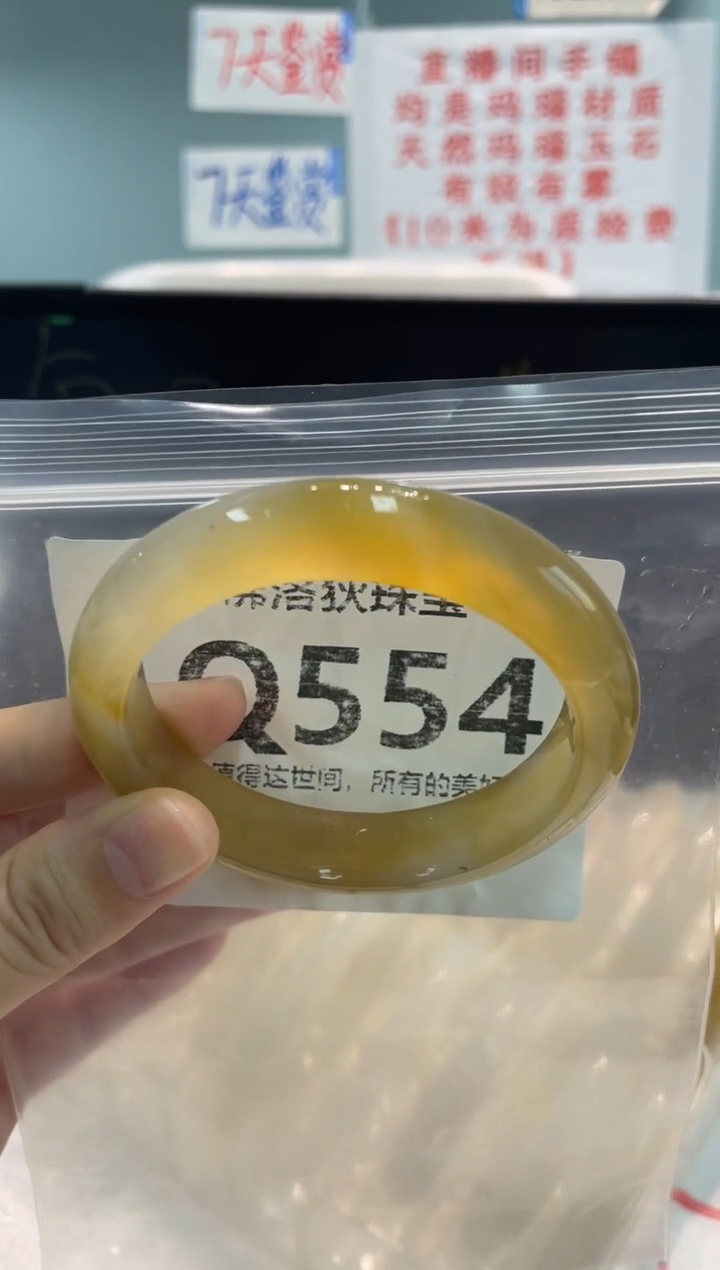 7天鉴赏
直播间手镯
均是玛瑙材质
天然玛瑙玉石
有纹有絮
7天鉴赏
【10米为质检费
洛狄珠宝
Q554
值得这世间，所有的美好